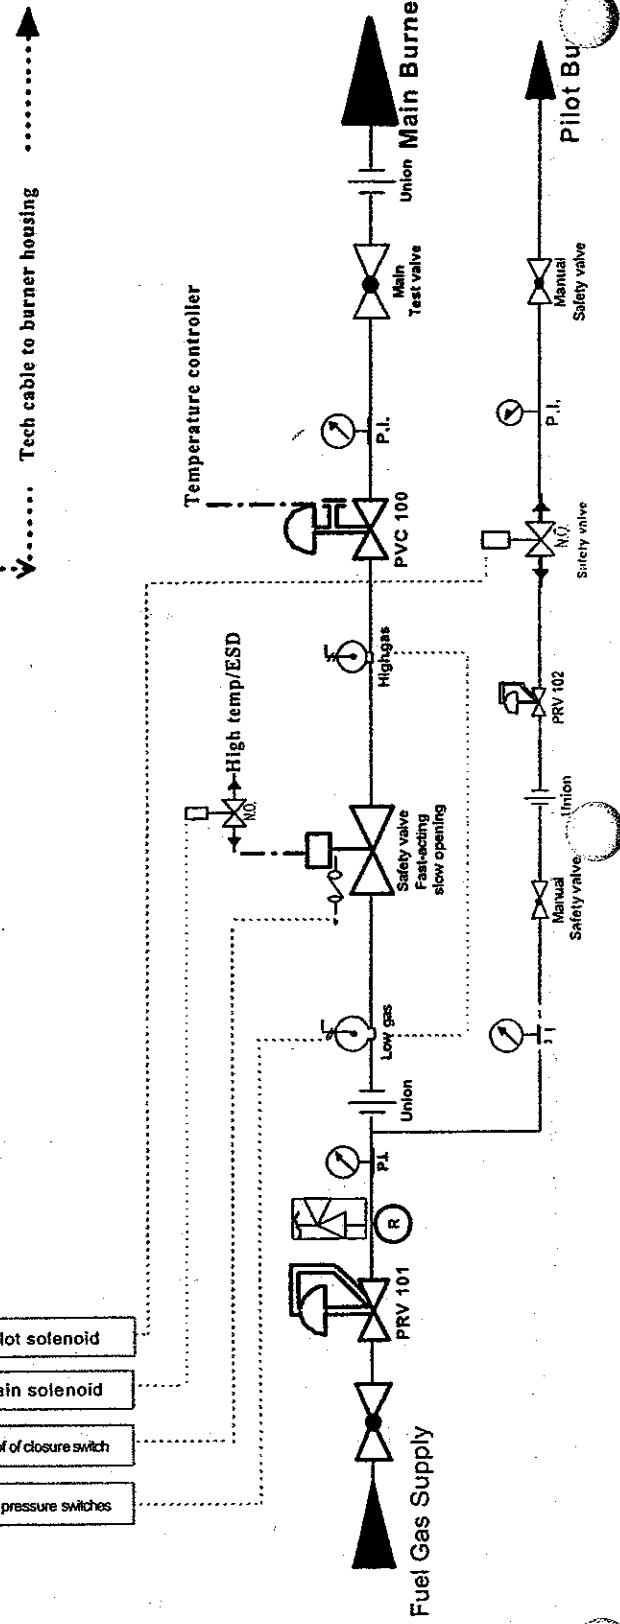 Tech cable to burner housing
Main Burne
Pilot Bu
Union
Main
Test valve
Manual
Safety valve
Temperature controller
P.I.
P.I.
PVC 100
N.O.
Safety valve
High gas
High temp/ESD
N.O.
PRV 102
Union
Safety valve
Fast-acting
slow opening
Manual
Safety valve
Low gas
Union
P.I.
R
PRV 101
lot solenoid
ain solenoid
of of closure switch
pressure switches
Fuel Gas Supply